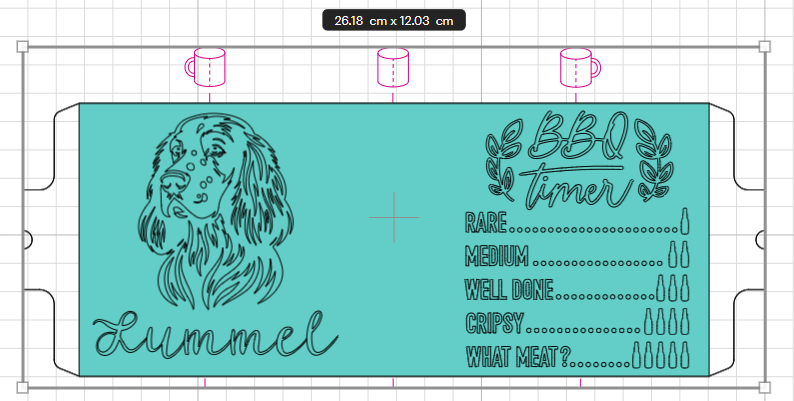 26.18 cm x 12.03 cm
BBQ
timer
RARE........................
MEDIUM ...................
WELL DONE..............
CRIPSY.................
WHAT MEAT?.........
Lummel